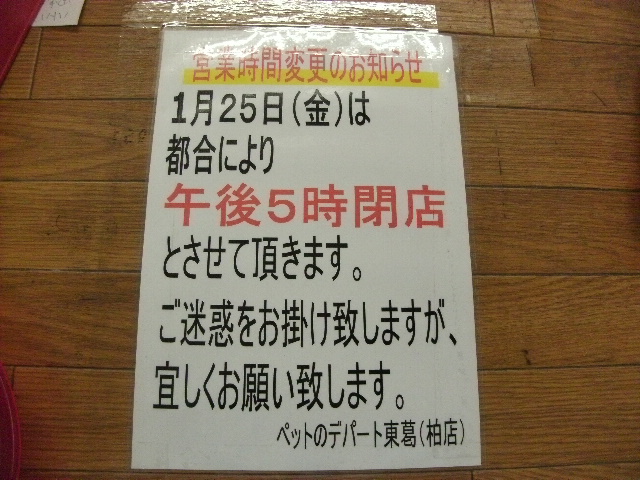 営業時間変更のお知らせ
1月25日(金)は
都合により
午後5時閉店
とさせて頂きます。
ご迷惑をお掛け致しますが、
宜しくお願い致します。
ペットのデパート東葛(柏店)